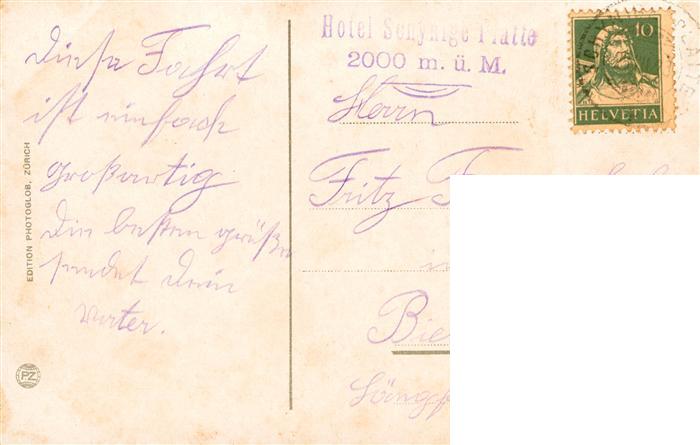 Hotel Schynige Platte
2000 m. ü. M.
10
HELVETIA
Diese Fahrt
ist einfach
großartig
Die besten grüße
sendet Dein
Vater.
Herrn
Fritz
EDITION PHOTOGLOB, ZÜRICH
PZ